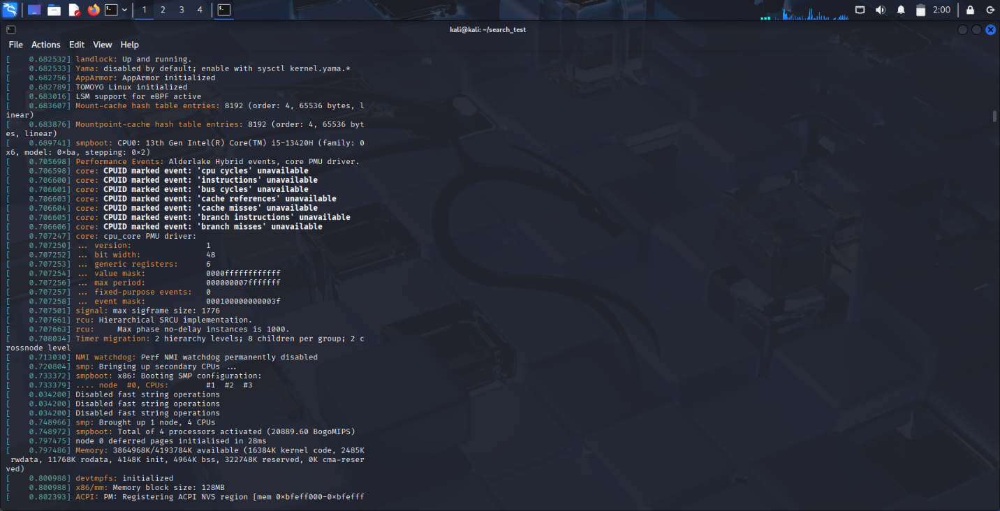 1 2 3 4 2:00
kali@kali: ~/search_test
File Actions Edit View Help
[    0.682532] landlock: Up and running.
[    0.682533] Yama: disabled by default; enable with sysctl kernel.yama.*
[    0.682756] AppArmor: AppArmor initialized
[    0.682789] TOMOYO Linux initialized
[    0.683016] LSM support for eBPF active
[    0.683607] Mount-cache hash table entries: 8192 (order: 4, 65536 bytes, l
inear)
[    0.683876] Mountpoint-cache hash table entries: 8192 (order: 4, 65536 byt
es, linear)
[    0.689741] smpboot: CPU0: 13th Gen Intel(R) Core(TM) i5-13420H (family: 0
x6, model: 0×ba, stepping: 0×2)
[    0.705698] Performance Events: Alderlake Hybrid events, core PMU driver.
[    0.706598] core: CPUID marked event: 'cpu cycles' unavailable
[    0.706600] core: CPUID marked event: 'instructions' unavailable
[    0.706601] core: CPUID marked event: 'bus cycles' unavailable
[    0.706603] core: CPUID marked event: 'cache references' unavailable
[    0.706604] core: CPUID marked event: 'cache misses' unavailable
[    0.706605] core: CPUID marked event: 'branch instructions' unavailable
[    0.706606] core: CPUID marked event: 'branch misses' unavailable
[    0.707247] core: cpu_core PMU driver:
[    0.707250] ... version:                1
[    0.707252] ... bit width:              48
[    0.707253] ... generic registers:      6
[    0.707254] ... value mask:             0000ffffffffffff
[    0.707256] ... max period:             000000007fffffff
[    0.707257] ... fixed-purpose events:   0
[    0.707258] ... event mask:             000100000000003f
[    0.707501] signal: max sigframe size: 1776
[    0.707661] rcu: Hierarchical SRCU implementation.
[    0.707663] rcu:     Max phase no-delay instances is 1000.
[    0.708034] Timer migration: 2 hierarchy levels; 8 children per group; 2 c
rossnode level
[    0.713030] NMI watchdog: Perf NMI watchdog permanently disabled
[    0.720804] smp: Bringing up secondary CPUs ...
[    0.733372] smpboot: x86: Booting SMP configuration:
[    0.733379] .... node  #0, CPUs:        #1  #2  #3
[    0.034200] Disabled fast string operations
[    0.034200] Disabled fast string operations
[    0.034200] Disabled fast string operations
[    0.748966] smp: Brought up 1 node, 4 CPUs
[    0.748972] smpboot: Total of 4 processors activated (20889.60 BogoMIPS)
[    0.797475] node 0 deferred pages initialised in 28ms
[    0.797486] Memory: 3864968K/4193784K available (16384K kernel code, 2485K
 rwdata, 11768K rodata, 4148K init, 4964K bss, 322748K reserved, 0K cma-reser
ved)
[    0.800988] devtmpfs: initialized
[    0.800988] x86/mm: Memory block size: 128MB
[    0.802393] ACPI: PM: Registering ACPI NVS region [mem 0×bfeff000-0×bfefff